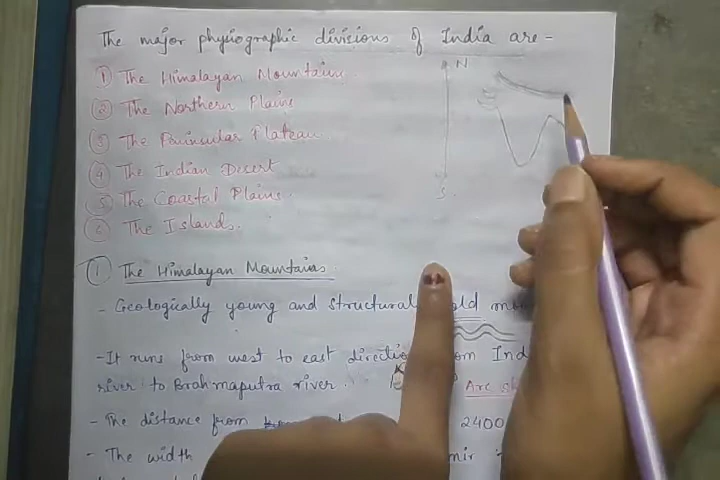 The major physiographic divisions of India are -
① The Himalayan Mountains
② The Northern Plains
③ The Peninsular Plateau
④ The Indian Desert
⑤ The Coastal Plains.
⑥ The Islands.
N
S
① The Himalayan Mountains
- Geologically young and structural fold
- It runs from west to east Ind
river to Brahmaputra river. Arc
- The distance from 2400
- The width